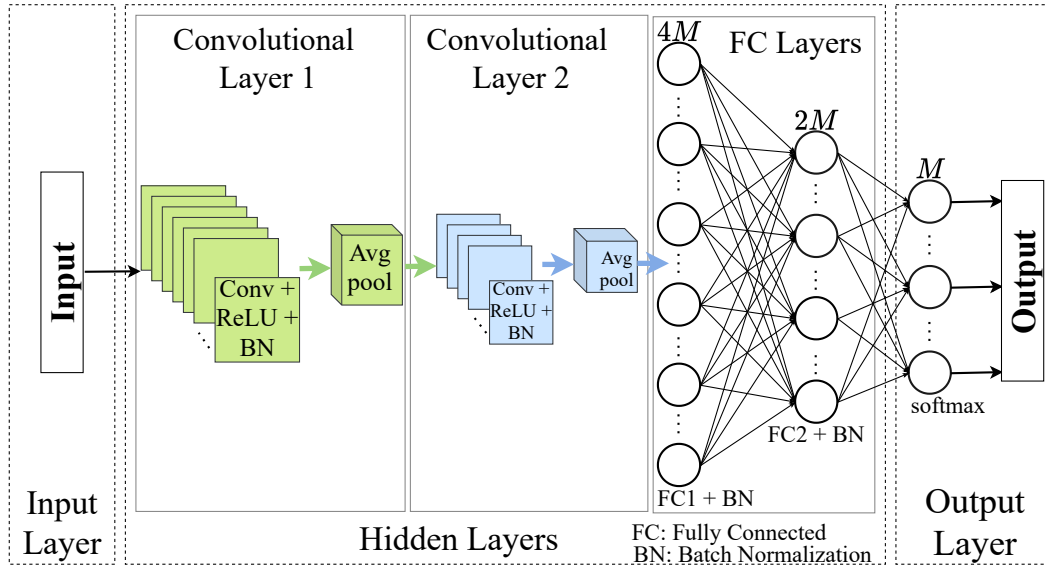 Input
Input
Layer
Convolutional
Layer 1
Conv +
ReLU +
BN
Avg
pool
Convolutional
Layer 2
Conv +
ReLU +
BN
Avg
pool
4M
FC Layers
2M
FC1 + BN
FC2 + BN
Hidden Layers
FC: Fully Connected
BN: Batch Normalization
M
softmax
Output
Output
Layer